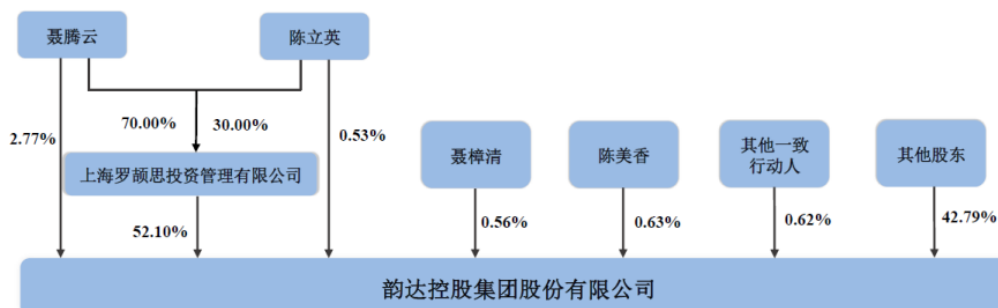 聂腾云
陈立英
2.77%
70.00%
30.00%
0.53%
上海罗颉思投资管理有限公司
聂樟清
陈美香
其他一致
行动人
其他股东
52.10%
0.56%
0.63%
0.62%
42.79%
韵达控股集团股份有限公司